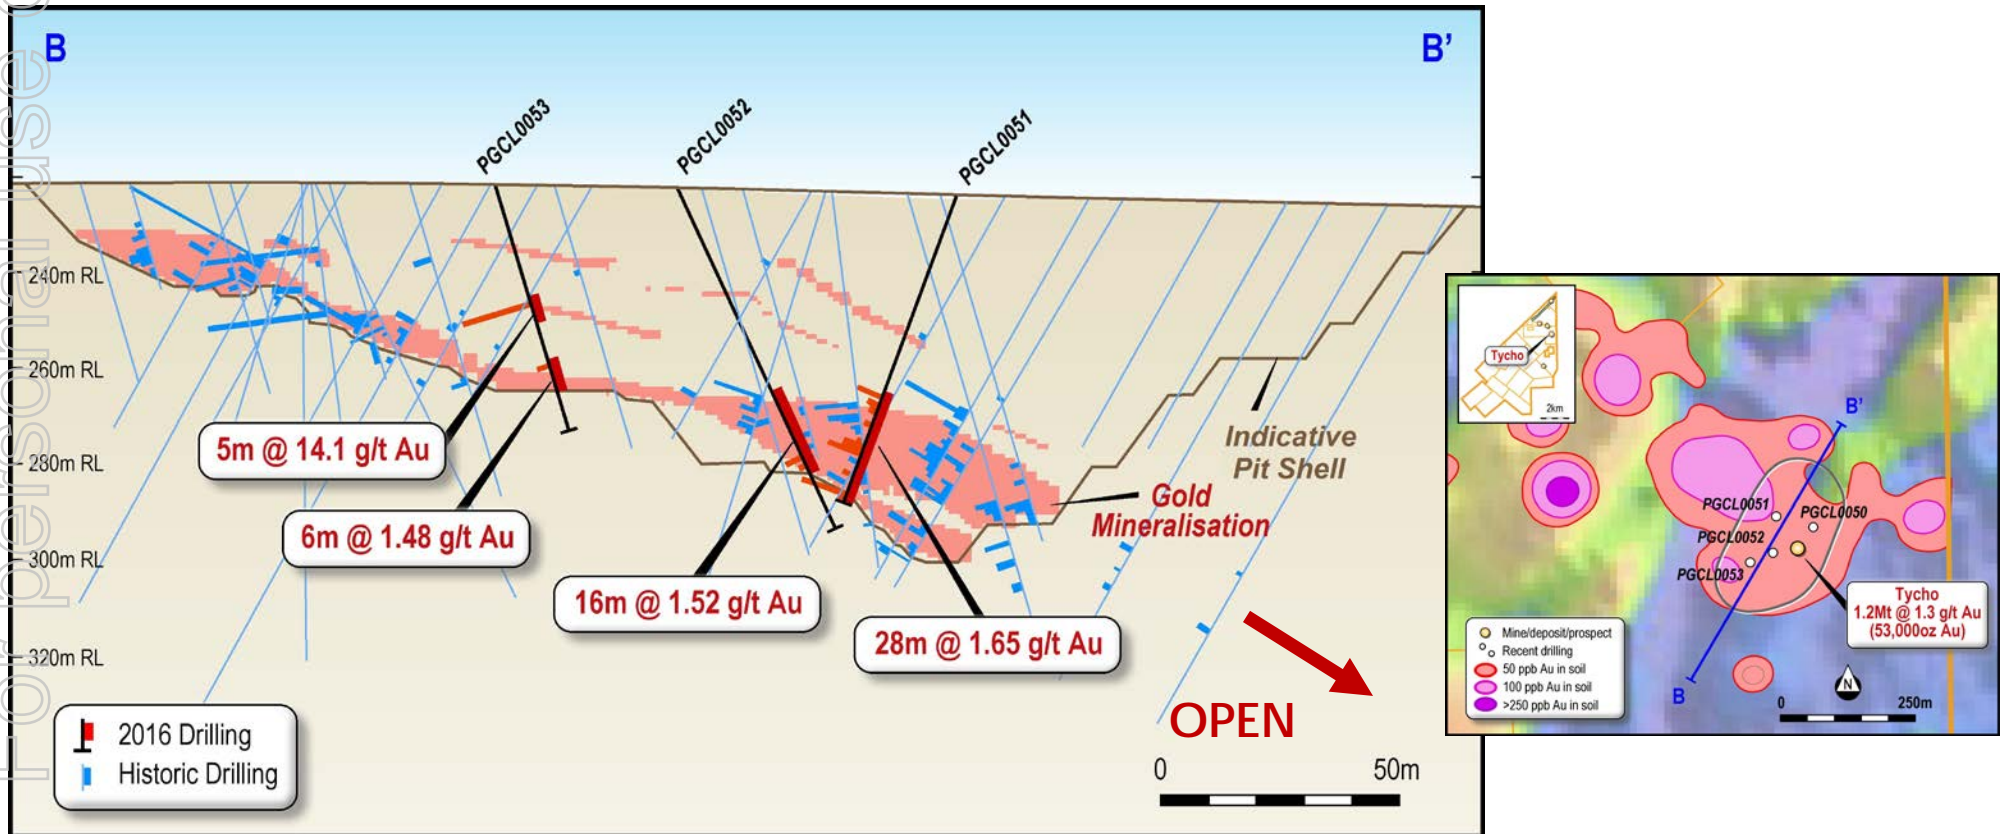 For personal use o
B
B'
PGCL0053
PGCL0052
PGCL0051
240m RL
260m RL
280m RL
300m RL
320m RL
5m @ 14.1 g/t Au
6m @ 1.48 g/t Au
16m @ 1.52 g/t Au
28m @ 1.65 g/t Au
Indicative
Pit Shell
Gold
Mineralisation
OPEN
0
50m
2016 Drilling
Historic Drilling
Tycho
2km
B'
PGCL0051
PGCL0050
PGCL0052
PGCL0053
Tycho
1.2Mt @ 1.3 g/t Au
(53,000oz Au)
B
Mine/deposit/prospect
Recent drilling
50 ppb Au in soil
100 ppb Au in soil
>250 ppb Au in soil
N
0
250m